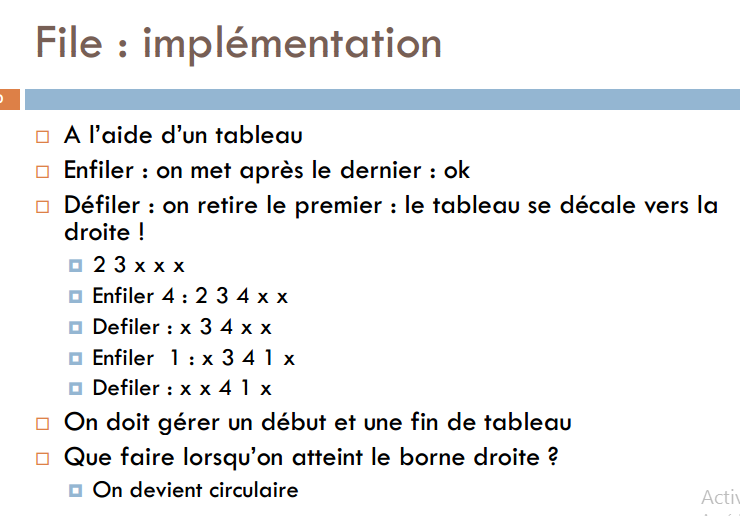 File : implémentation
A l'aide d'un tableau
Enfiler : on met après le dernier : ok
Défiler : on retire le premier : le tableau se décale vers la
droite !
2 3 x x x
Enfiler 4 : 2 3 4 x x
Defiler : x 3 4 x x
Enfiler 1 : x 3 4 1 x
Defiler : x x 4 1 x
On doit gérer un début et une fin de tableau
Que faire lorsqu'on atteint le borne droite ?
On devient circulaire